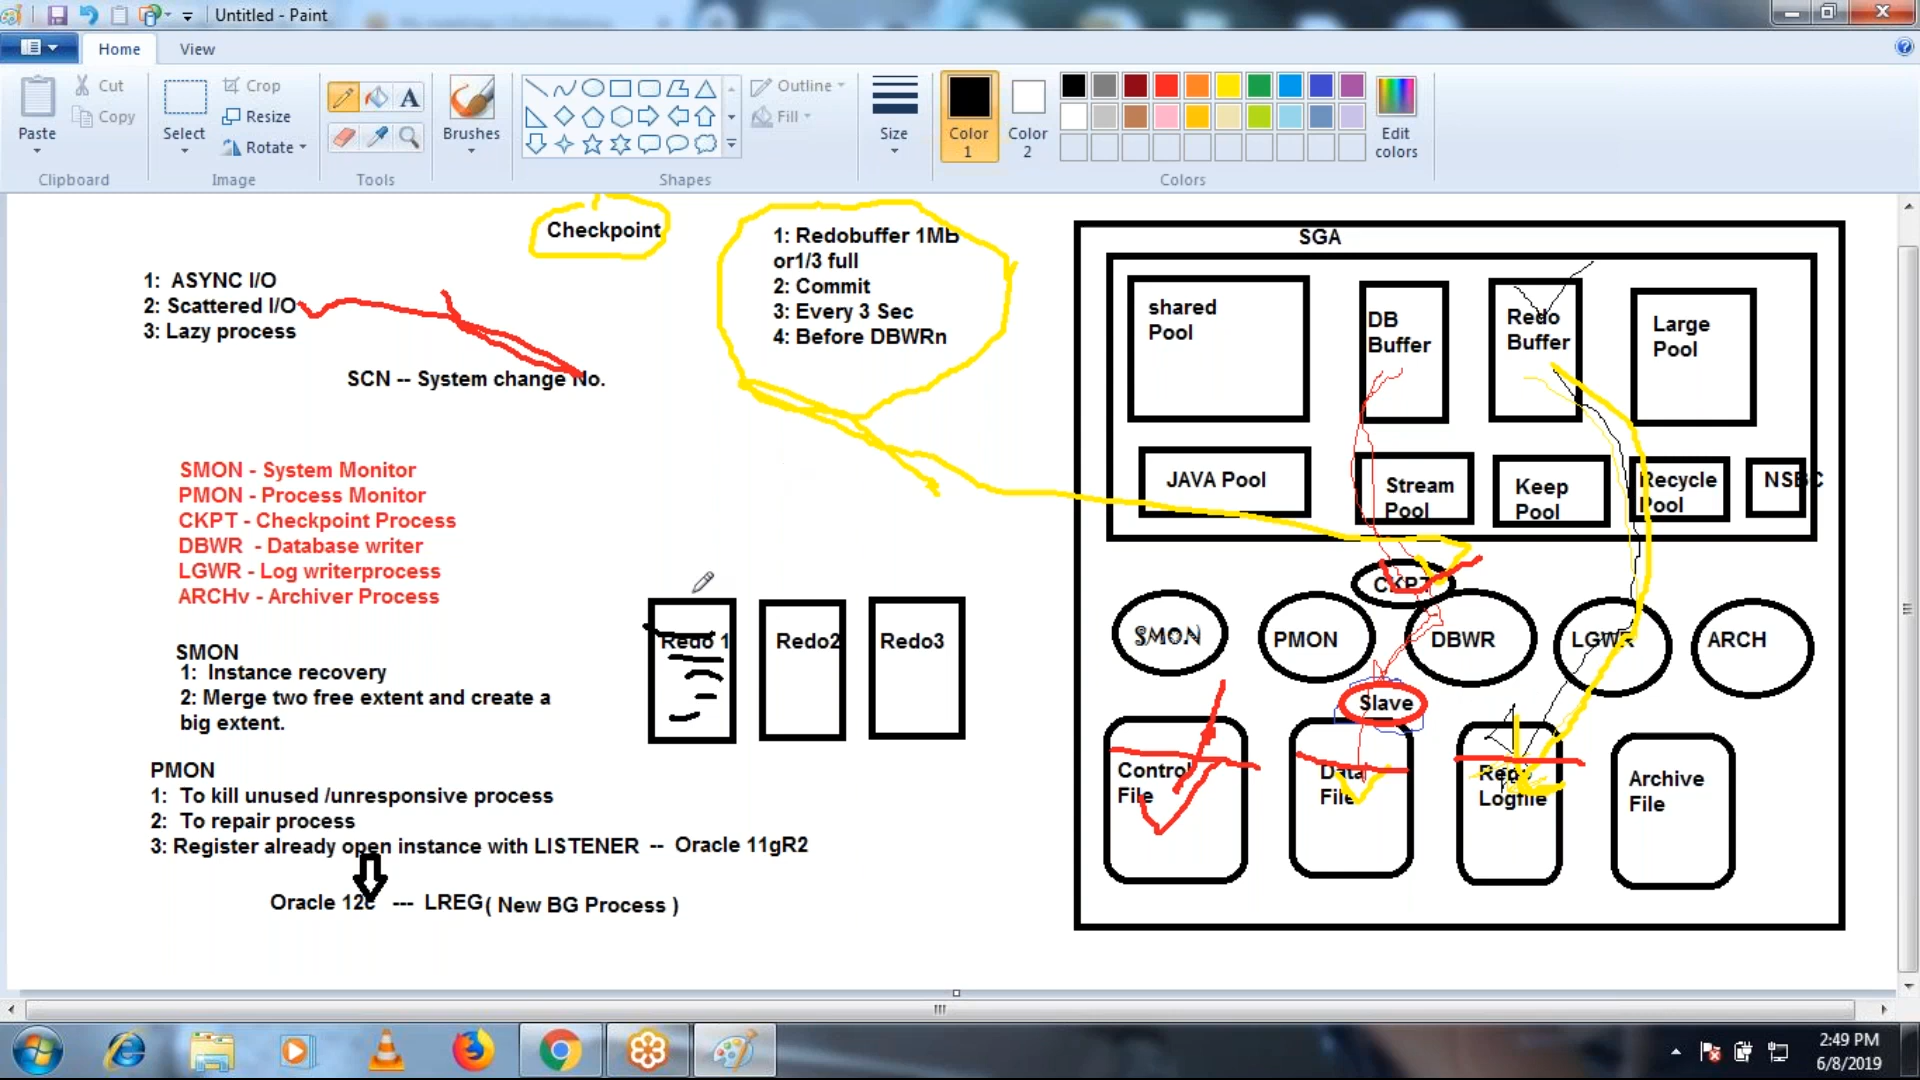 Untitled - Paint
Home
View
Cut
Copy
Paste
Clipboard
Crop
Resize
Rotate
Select
Image
Tools
Brushes
Shapes
Outline
Fill
Size
Color
1
Color
2
Edit
colors
Colors
Checkpoint
1: ASYNC I/O
2: Scattered I/O
3: Lazy process
SCN -- System change No.
1: Redobuffer 1MB
or1/3 full
2: Commit
3: Every 3 Sec
4: Before DBWRn
SMON - System Monitor
PMON - Process Monitor
CKPT - Checkpoint Process
DBWR - Database writer
LGWR - Log writerprocess
ARCHv - Archiver Process
SMON
1: Instance recovery
2: Merge two free extent and create a
big extent.
PMON
1: To kill unused /unresponsive process
2: To repair process
3: Register already open instance with LISTENER -- Oracle 11gR2
Oracle 12c --- LREG ( New BG Process )
Redo 1
Redo2
Redo3
SGA
shared
Pool
DB
Buffer
Redo
Buffer
Large
Pool
JAVA Pool
Stream
Pool
Keep
Pool
Recycle
Pool
NSBC
CKPT
SMON
PMON
DBWR
LGWR
ARCH
Slave
Control
File
Data
File
Redo
Logfile
Archive
File
2:49 PM
6/8/2019